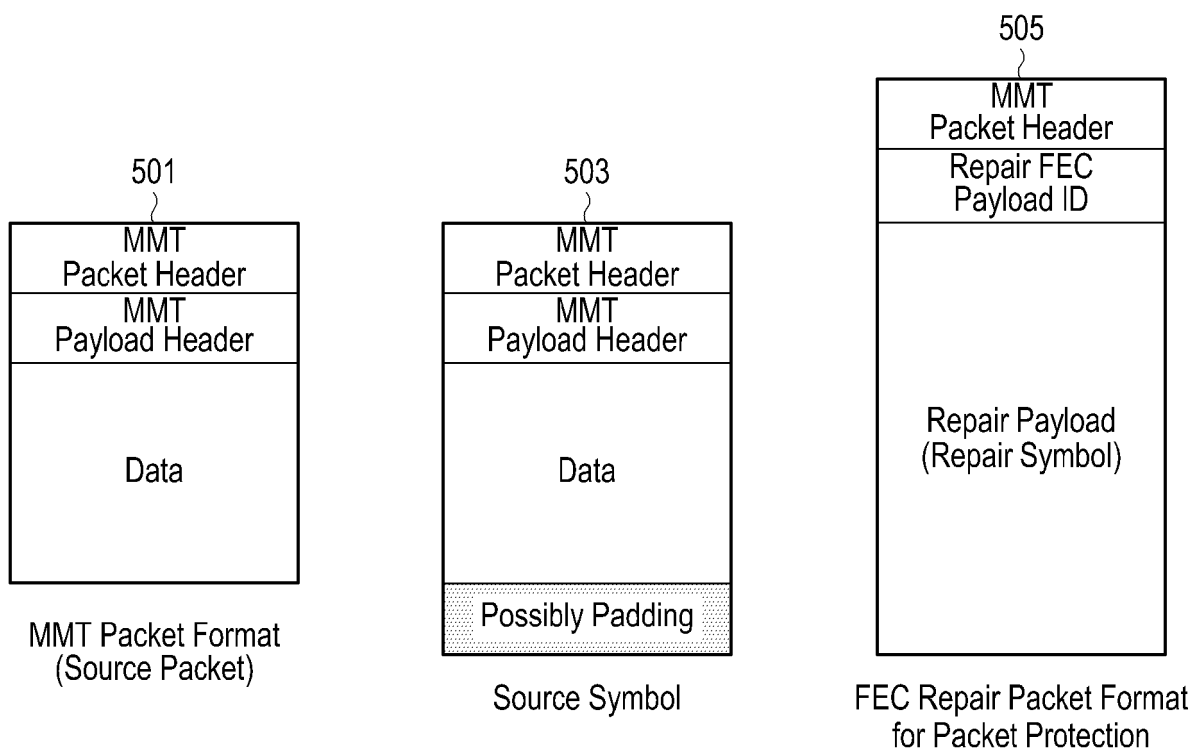 501
MMT
Packet Header
MMT
Payload Header
Data
MMT Packet Format
(Source Packet)
503
MMT
Packet Header
MMT
Payload Header
Data
Possibly Padding
Source Symbol
505
MMT
Packet Header
Repair FEC
Payload ID
Repair Payload
(Repair Symbol)
FEC Repair Packet Format
for Packet Protection